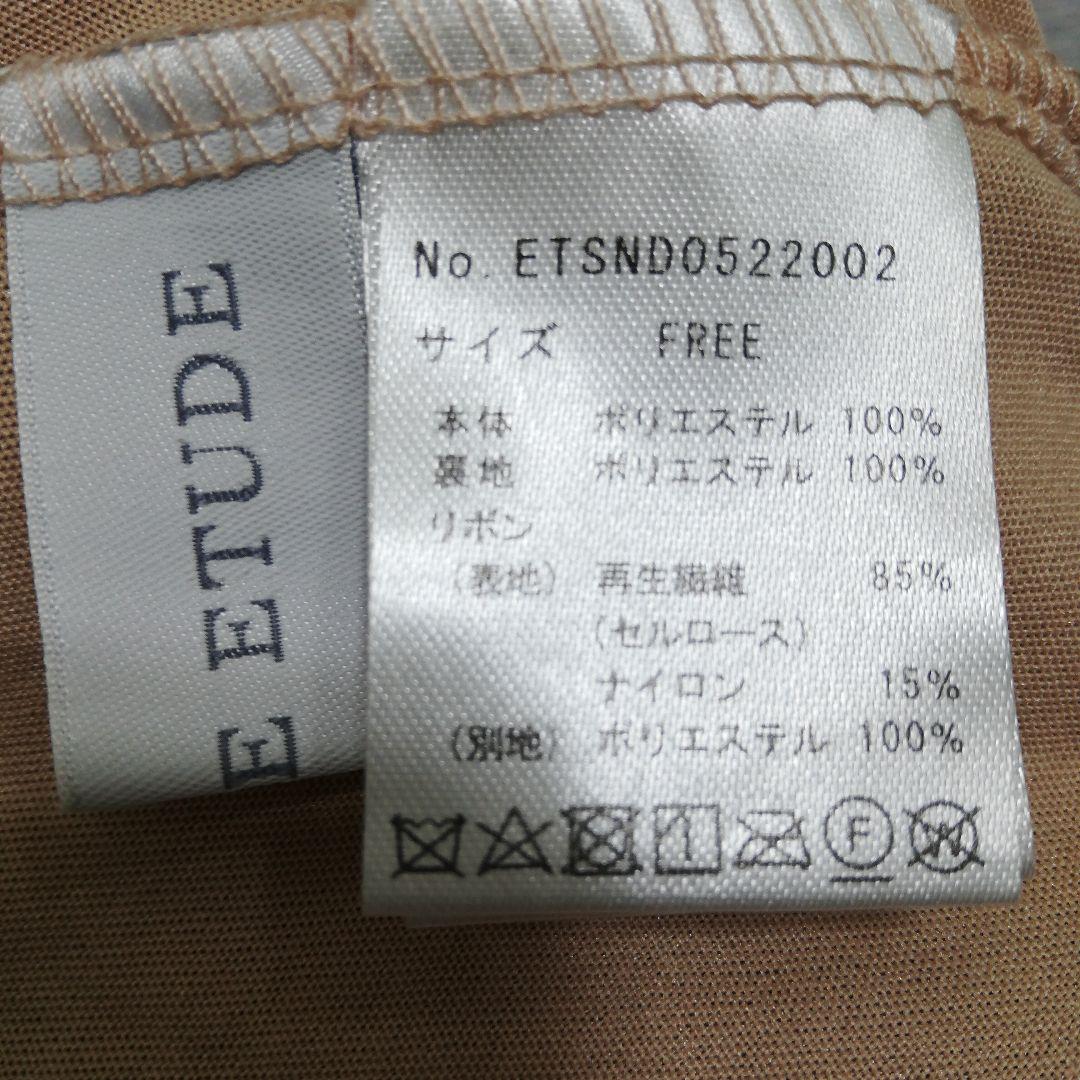 E ETUDE
No. ETSND0522002
サイズ FREE
本体 ポリエステル 100%
裏地 ポリエステル 100%
リボン
(表地) 再生繊維 85%
(セルロース)
ナイロン 15%
(別地) ポリエステル 100%
1 F W